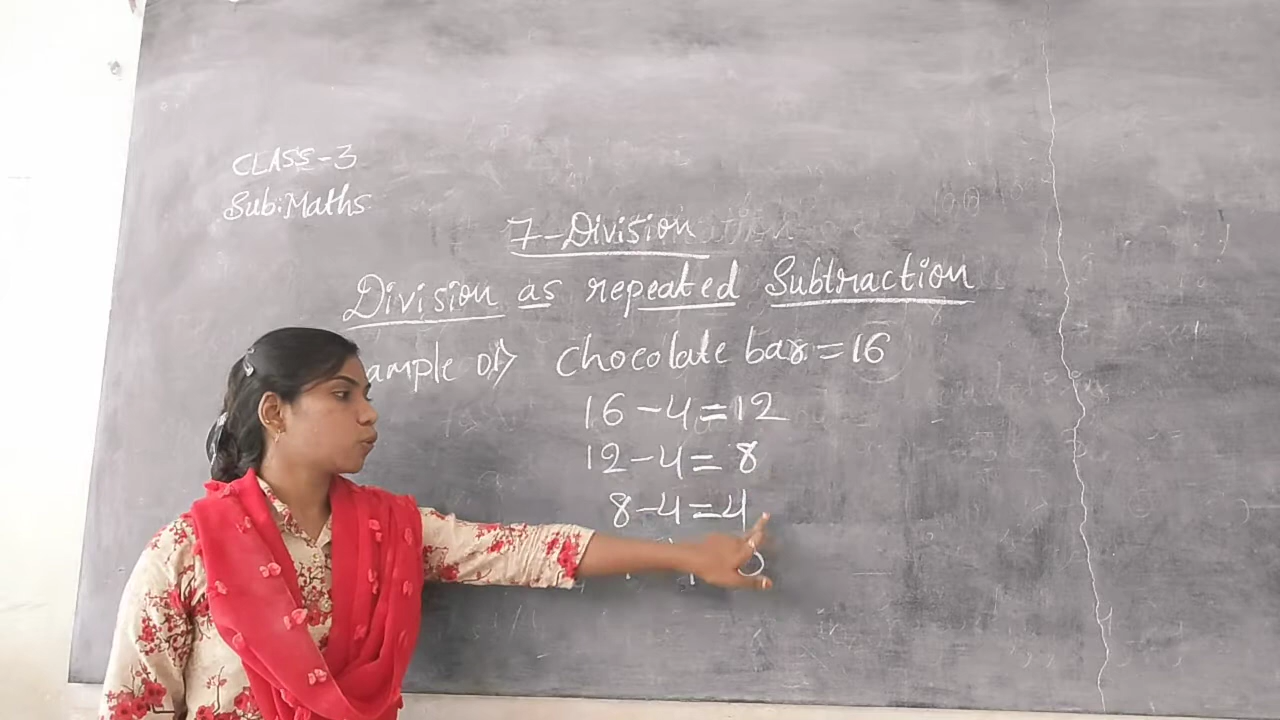 CLASS-3
Sub:Maths
7-Division
Division as repeated Subtraction
ample 01) Chocolate bar=16
16-4=12
12-4=8
8-4=4